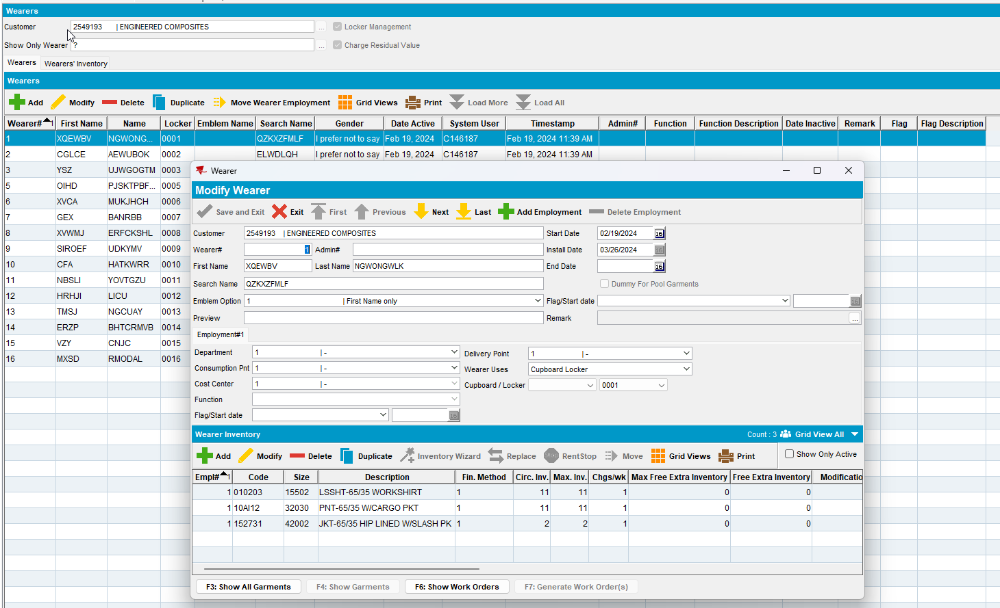 Wearers
Customer 2549193 | ENGINEERED COMPOSITES ... Locker Management
Show Only Wearer ? ... Charge Residual Value
Wearers Wearers' Inventory
Wearers
Add Modify Delete Duplicate Move Wearer Employment Grid Views Print Load More Load All
Wearer# 1 First Name Name Locker Emblem Name Search Name Gender Date Active System User Timestamp Admin# Function Function Description Date Inactive Remark Flag Flag Description
1 XQEWBV NGWONG... 0001 QZKXZFMLF I prefer not to say Feb 19, 2024 C146187 Feb 19, 2024 11:39 AM
2 CGLCE AEWUBOK 0002 ELWDLQH I prefer not to say Feb 19, 2024 C146187 Feb 19, 2024 11:39 AM
3 YSZ UJWGOGTM 0003
5 OIHD PJSKTPBF... 0005
6 XVCA MUKJHCH 0006
7 GEX BANRBB 0007
8 XVWMJ ERFCKSHL 0008
9 SIROEF UDKYMV 0009
10 CFA HATKWRR 0010
11 NBSLI YOVTGZU 0011
12 HRHJI LICU 0012
13 TMSJ NGCUAY 0013
14 ERZP BHTCRMVB 0014
15 VZY CNJC 0015
16 MXSD RMODAL 0016
Wearer
Modify Wearer
Save and Exit Exit First Previous Next Last Add Employment Delete Employment
Customer 2549193 | ENGINEERED COMPOSITES Start Date 02/19/2024 16
Wearer# 1 Admin# Install Date 03/26/2024 16
First Name XQEWBV Last Name NGWONGWLK End Date 16
Search Name QZKXZFMLF Dummy For Pool Garments
Emblem Option 1 | First Name only Flag/Start date 16
Preview Remark ...
Employment#1
Department 1 | - Delivery Point 1 | -
Consumption Pnt 1 | - Wearer Uses Cupboard Locker
Cost Center 1 | - Cupboard / Locker 0001
Function
Flag/Start date 16
Wearer Inventory Count : 3 Grid View All
Add Modify Delete Duplicate Inventory Wizard Replace RentStop Move Grid Views Print Show Only Active
Empl# 1 Code Size Description Fin. Method Circ. Inv. Max. Inv. Chgs/wk Max Free Extra Inventory Free Extra Inventory Modificatio
1 010203 15502 LSSHT-65/35 WORKSHIRT 1 11 11 1 0 0
1 10AI12 32030 PNT-65/35 W/CARGO PKT 1 11 11 1 0 0
1 152731 42002 JKT-65/35 HIP LINED W/SLASH PK 1 2 2 1 0 0
F3: Show All Garments F4: Show Garments F6: Show Work Orders F7: Generate Work Order(s)